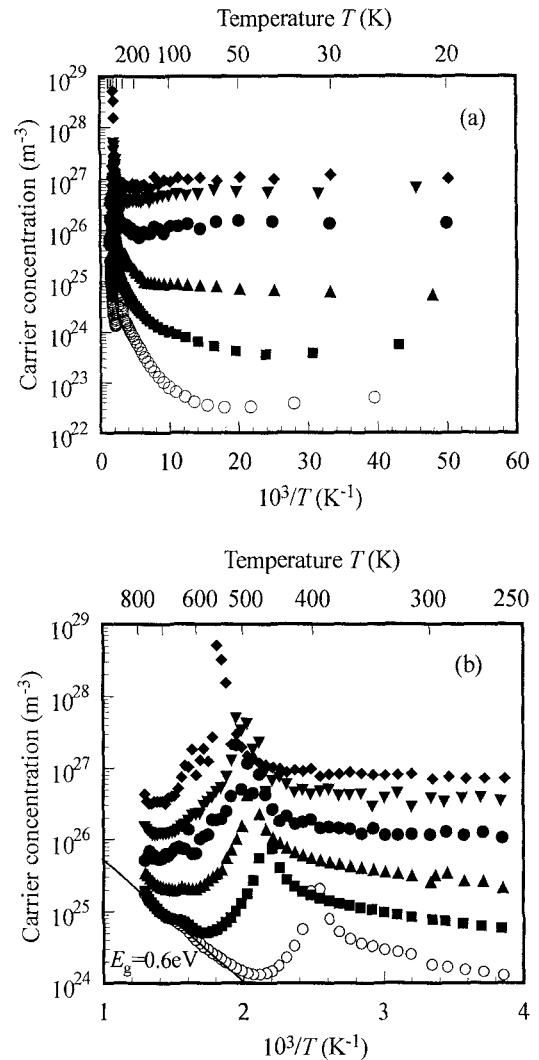 Temperature T (K)
200 100 50 30 20
10^29
10^28
10^27
10^26
10^25
10^24
10^23
10^22
Carrier concentration (m^-3)
(a)
0 10 20 30 40 50 60
10^3/T (K^-1)
Temperature T (K)
800 600 500 400 300 250
10^29
10^28
10^27
10^26
10^25
10^24
Carrier concentration (m^-3)
(b)
E_g=0.6eV
1 2 3 4
10^3/T (K^-1)